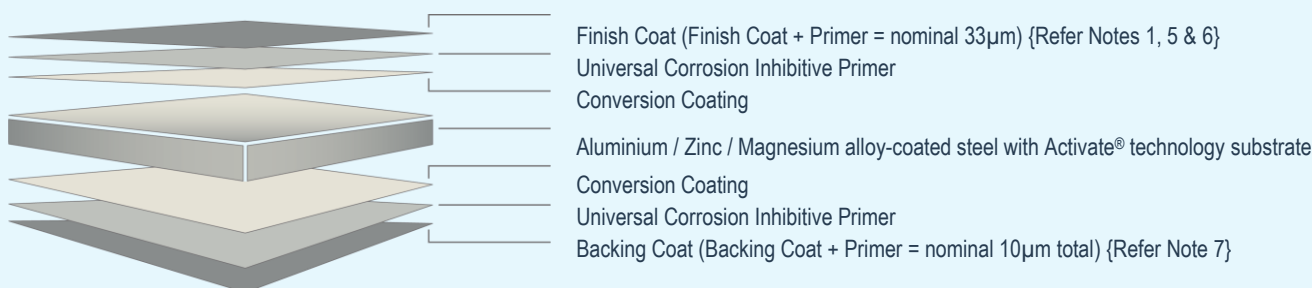 Finish Coat (Finish Coat + Primer = nominal 33µm) {Refer Notes 1, 5 & 6}
Universal Corrosion Inhibitive Primer
Conversion Coating
Aluminium / Zinc / Magnesium alloy-coated steel with Activate® technology substrate
Conversion Coating
Universal Corrosion Inhibitive Primer
Backing Coat (Backing Coat + Primer = nominal 10µm total) {Refer Note 7}